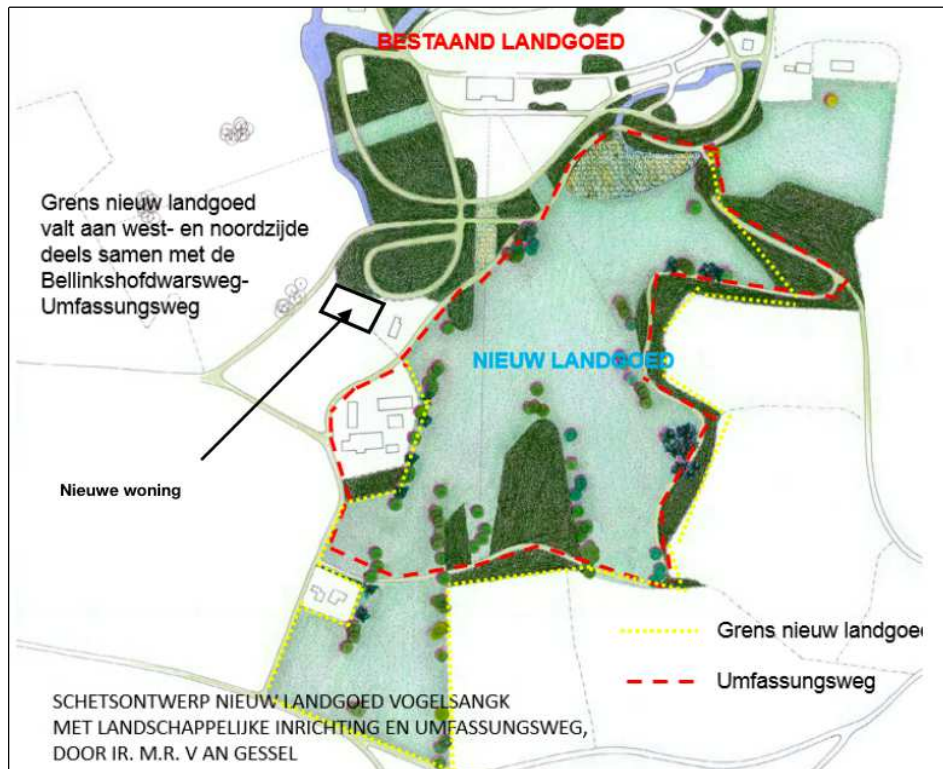 BESTAAND LANDGOED
Grens nieuw landgoed
valt aan west- en noordzijde
deels samen met de
Bellinkshofdwarsweg-
Umfassungsweg
NIEUW LANDGOED
Nieuwe woning
Grens nieuw landgoe
Umfassungsweg
SCHETSONTWERP NIEUW LANDGOED VOGELSANGK
MET LANDSCHAPPELIJKE INRICHTING EN UMFASSUNGSWEG,
DOOR IR. M.R. V AN GESSEL